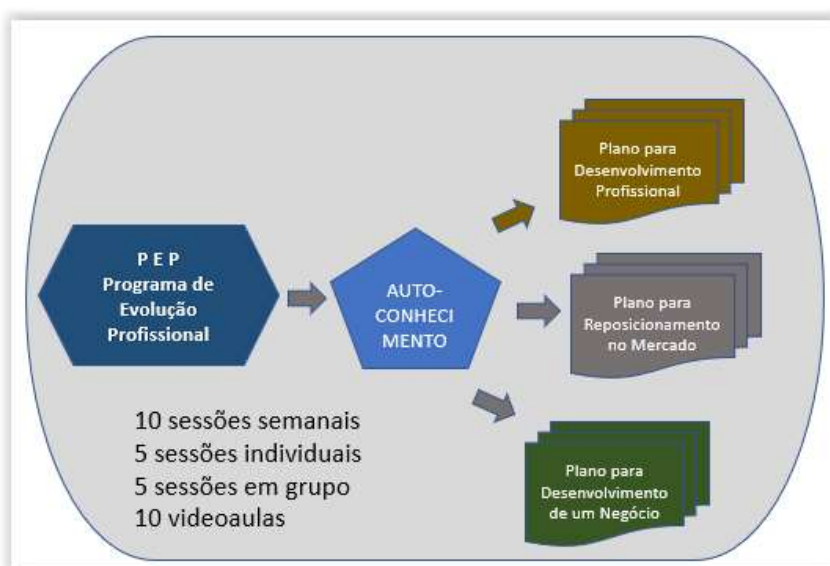 P E P
Programa de
Evolução
Profissional
AUTO-
CONHECI
MENTO
Plano para
Desenvolvimento
Profissional
Plano para
Reposicionamento
no Mercado
Plano para
Desenvolvimento
de um Negócio
10 sessões semanais
5 sessões individuais
5 sessões em grupo
10 videoaulas